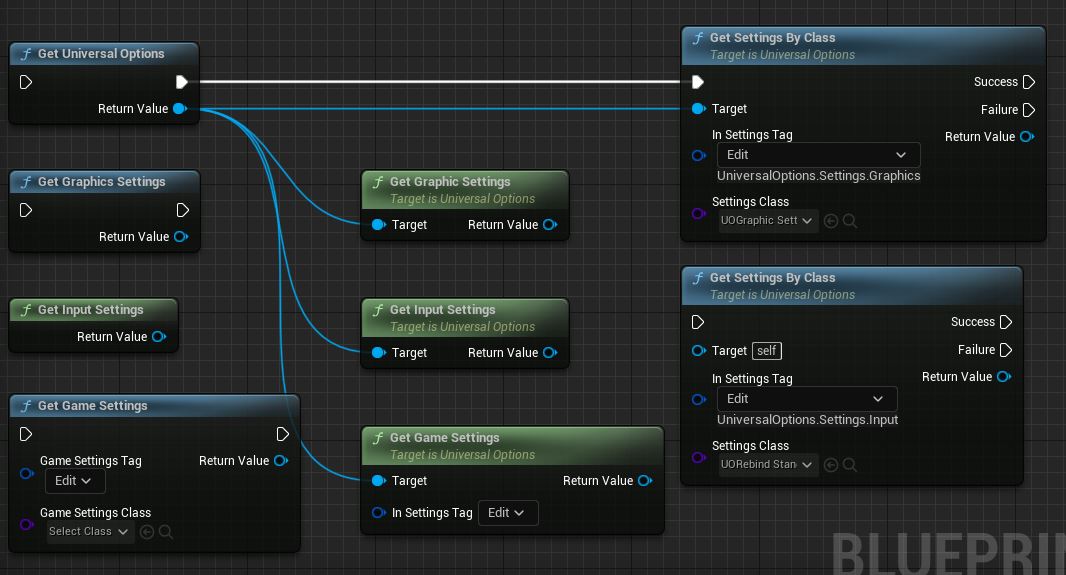 Get Universal Options
Return Value
Get Graphics Settings
Return Value
Get Input Settings
Return Value
Get Game Settings
Game Settings Tag
Return Value
Edit
Game Settings Class
Select Class
Get Graphic Settings
Target is Universal Options
Target
Return Value
Get Input Settings
Target is Universal Options
Target
Return Value
Get Game Settings
Target is Universal Options
Target
Return Value
In Settings Tag
Edit
Get Settings By Class
Target is Universal Options
Success
Target
Failure
In Settings Tag
Return Value
Edit
UniversalOptions.Settings.Graphics
Settings Class
UOGraphic Sett
Get Settings By Class
Target is Universal Options
Success
Target self
Failure
In Settings Tag
Return Value
Edit
UniversalOptions.Settings.Input
Settings Class
UORebind Stan
BLUEPRIN